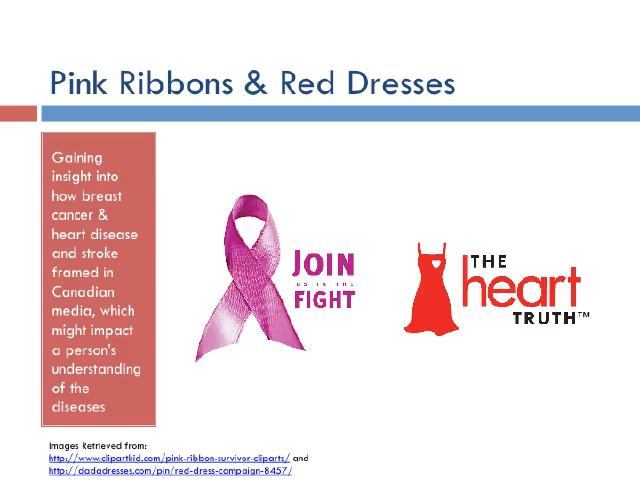 Pink Ribbons & Red Dresses
Gaining
insight into
how breast
cancer &
heart disease
and stroke
framed in
Canadian
media, which
might impact
a person's
understanding
of the
diseases
JOIN
US IN THE
FIGHT
THE
heart
TRUTH™
Images Retrieved from:
http://www.clipartkid.com/pink-ribbon-survivor-cliparts/ and
http://dadadresses.com/pin/red-dress-campaign-8457/